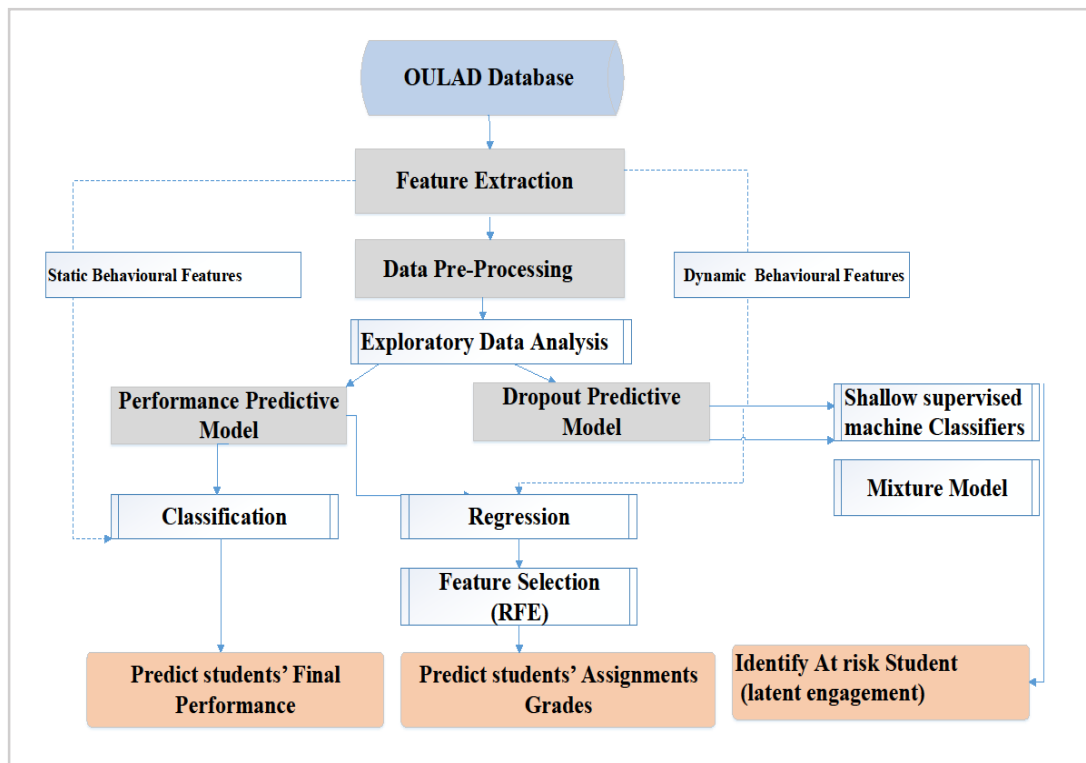 OULAD Database
Feature Extraction
Static Behavioural Features
Data Pre-Processing
Dynamic Behavioural Features
Exploratory Data Analysis
Performance Predictive
Model
Dropout Predictive
Model
Shallow supervised
machine Classifiers
Mixture Model
Classification
Regression
Feature Selection
(RFE)
Predict students' Final
Performance
Predict students' Assignments
Grades
Identify At risk Student
(latent engagement)